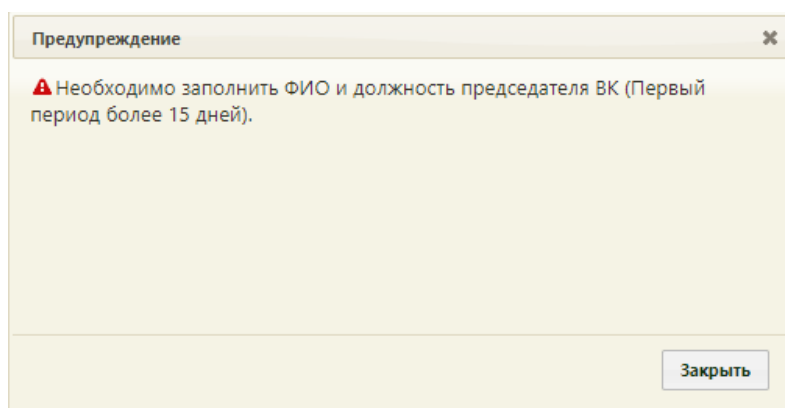 Предупреждение
Необходимо заполнить ФИО и должность председателя ВК (Первый
период более 15 дней).
Закрыть